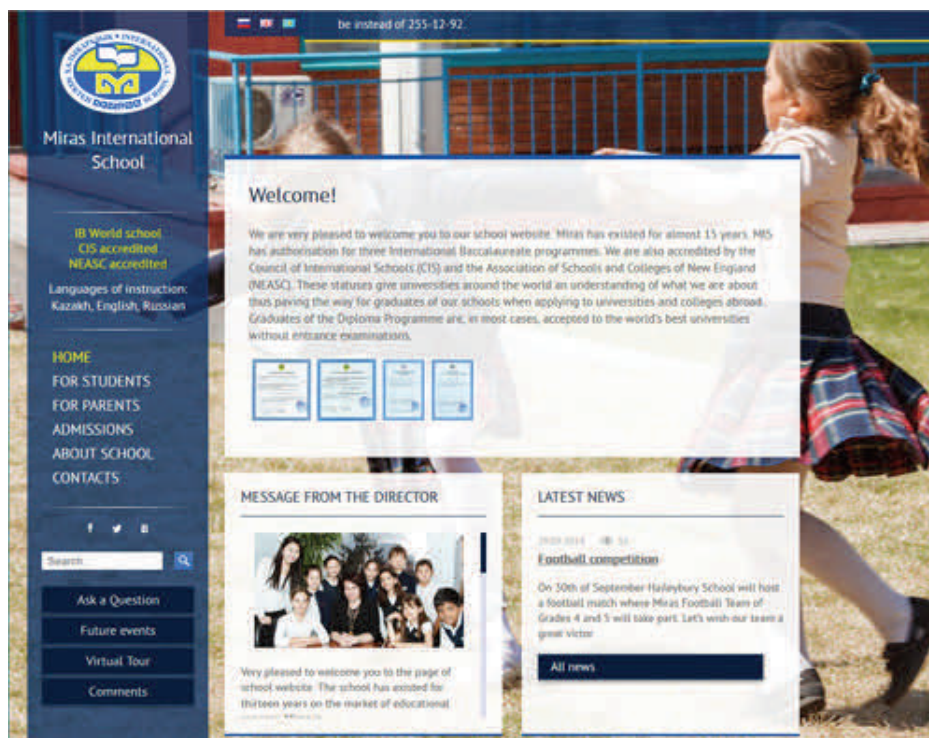 be instead of 255-12-92.
INTERNATIONAL
Miras International
School
IB World school
CIS accredited
NEASC accredited
Languages of instruction:
Kazakh, English, Russian
HOME
FOR STUDENTS
FOR PARENTS
ADMISSIONS
ABOUT SCHOOL
CONTACTS
Search
Ask a Question
Future events
Virtual Tour
Comments
Welcome!
We are very pleased to welcome you to our school website. Miras has existed for almost 15 years. MIS
has authorisation for three International Baccalaureate programmes. We are also accredited by the
Council of International Schools (CIS) and the Association of Schools and Colleges of New England
(NEASC). These statuses give universities around the world an understanding of what we are about
thus paving the way for graduates of our schools when applying to universities and colleges abroad.
Graduates of the Diploma Programme are, in most cases, accepted to the world's best universities
without entrance examinations.
MESSAGE FROM THE DIRECTOR
Very pleased to welcome you to the page of
school website. The school has existed for
thirteen years on the market of educational
LATEST NEWS
Football competition
On 30th of September Haileybury School will host
a football match where Miras Football Team of
Grades 4 and 5 will take part. Let's wish our team a
great victor
All news